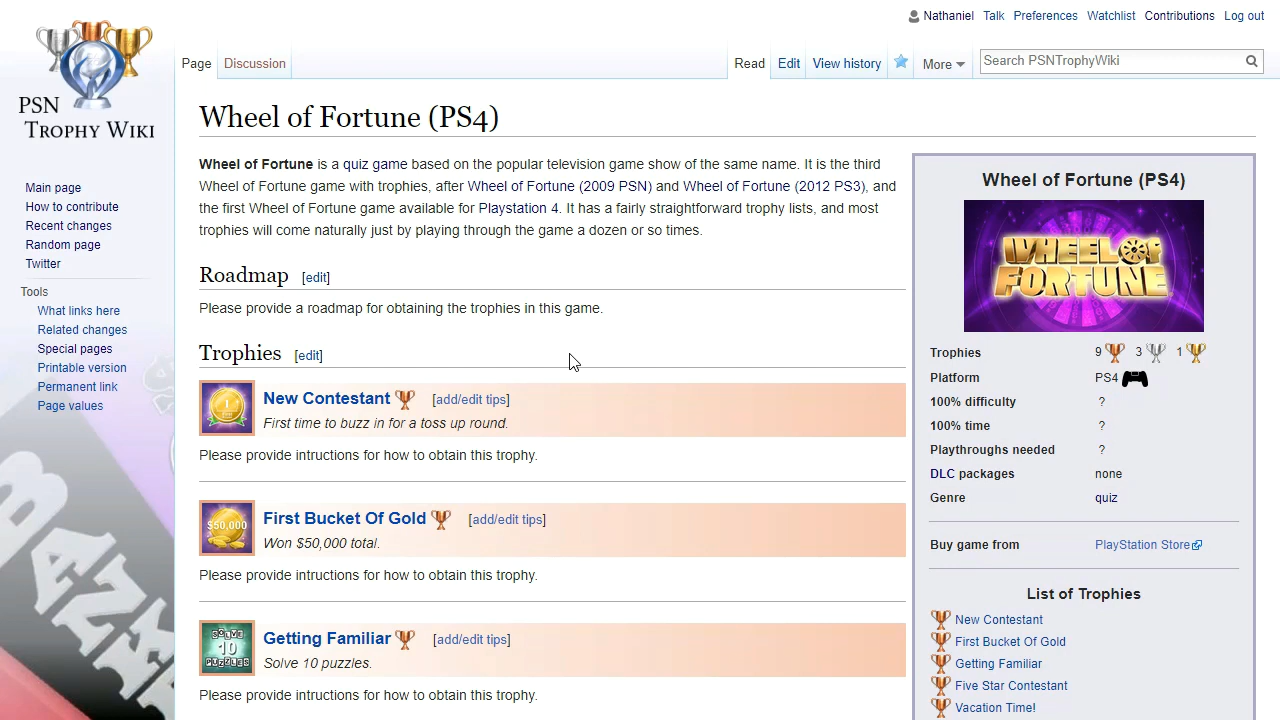 Nathaniel Talk Preferences Watchlist Contributions Log out
PSN
TROPHY WIKI
Page Discussion Read Edit View history More Search PSNTrophyWiki
Wheel of Fortune (PS4)
Main page
How to contribute
Recent changes
Random page
Twitter
Tools
What links here
Related changes
Special pages
Printable version
Permanent link
Page values
Wheel of Fortune is a quiz game based on the popular television game show of the same name. It is the third
Wheel of Fortune game with trophies, after Wheel of Fortune (2009 PSN) and Wheel of Fortune (2012 PS3), and
the first Wheel of Fortune game available for Playstation 4. It has a fairly straightforward trophy lists, and most
trophies will come naturally just by playing through the game a dozen or so times.
Roadmap [edit]
Please provide a roadmap for obtaining the trophies in this game.
Trophies [edit]
New Contestant [add/edit tips]
First time to buzz in for a toss up round.
Please provide intructions for how to obtain this trophy.
$50,000
First Bucket Of Gold [add/edit tips]
Won $50,000 total.
Please provide intructions for how to obtain this trophy.
SOLVE
10
PUZZLES
Getting Familiar [add/edit tips]
Solve 10 puzzles.
Please provide intructions for how to obtain this trophy.
Wheel of Fortune (PS4)
WHEEL OF
FORTUNE
Trophies 9 3 1
Platform PS4
100% difficulty ?
100% time ?
Playthroughs needed ?
DLC packages none
Genre quiz
Buy game from PlayStation Store
List of Trophies
New Contestant
First Bucket Of Gold
Getting Familiar
Five Star Contestant
Vacation Time!